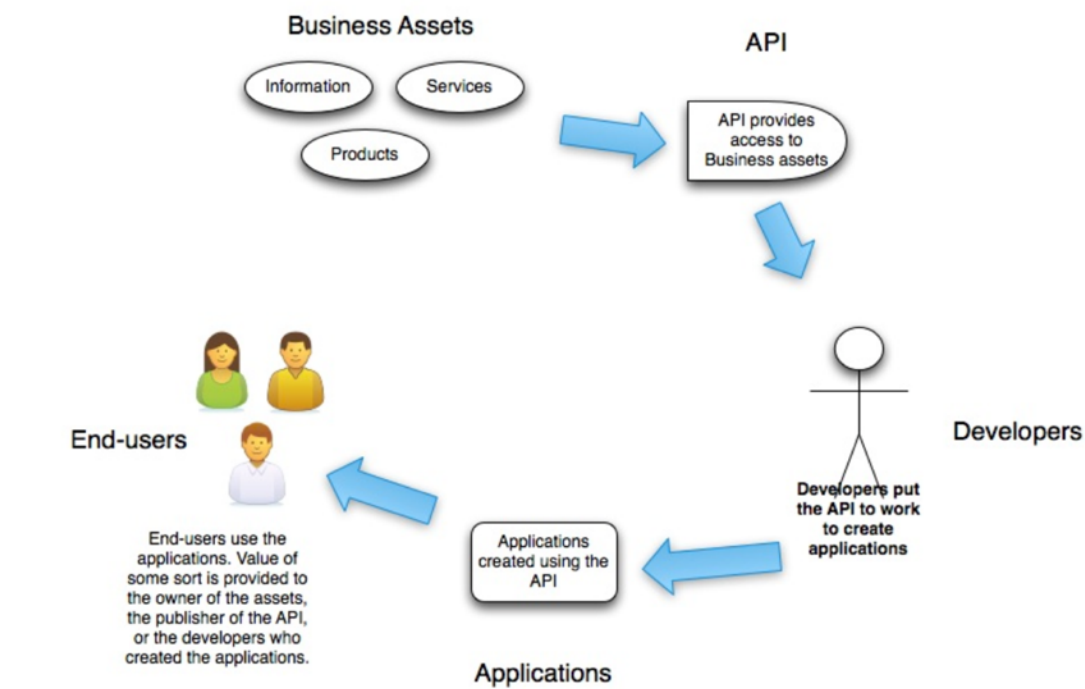 Business Assets
Information
Services
Products
API
API provides
access to
Business assets
Developers
Developers put
the API to work
to create
applications
Applications
created using the
API
Applications
End-users
End-users use the
applications. Value of
some sort is provided to
the owner of the assets,
the publisher of the API,
or the developers who
created the applications.